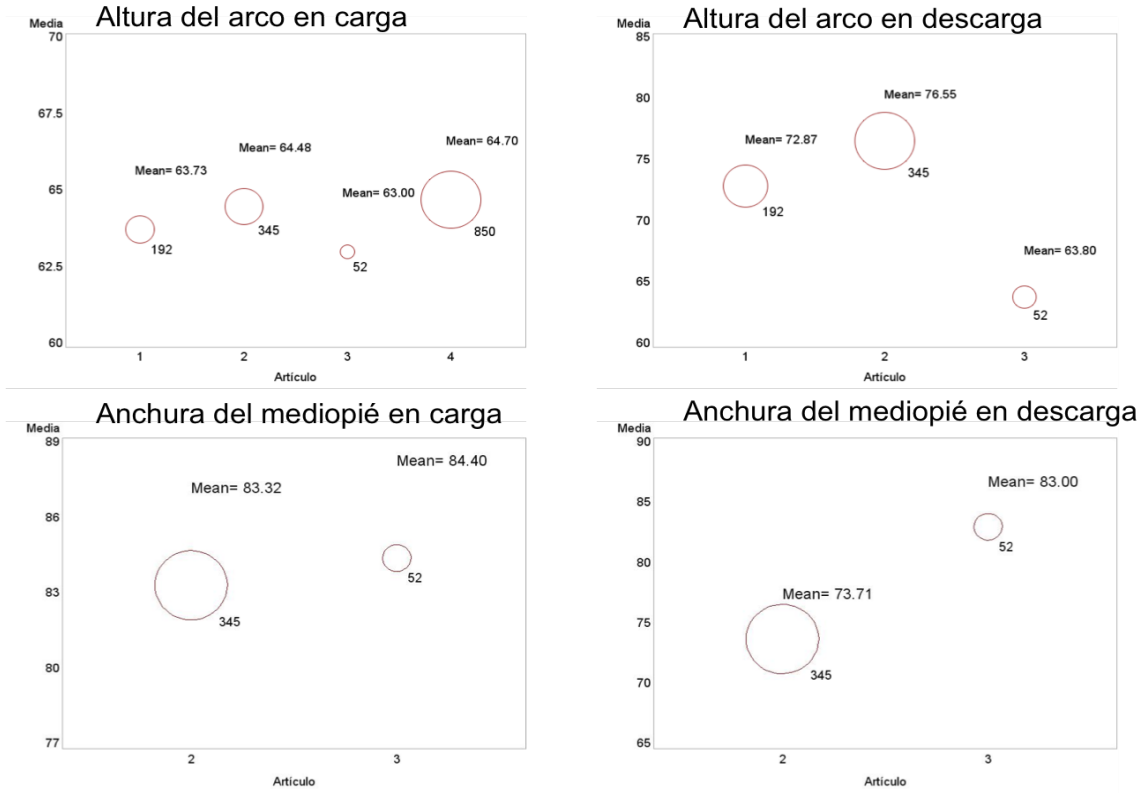 Altura del arco en carga
Media
70
67.5
65
62.5
60
Mean= 63.73
192
Mean= 64.48
345
Mean= 63.00
52
Mean= 64.70
850
1 2 3 4
Artículo
Altura del arco en descarga
Media
85
80
75
70
65
60
Mean= 72.87
192
Mean= 76.55
345
Mean= 63.80
52
1 2 3
Artículo
Anchura del mediopié en carga
Media
89
86
83
80
77
Mean= 83.32
345
Mean= 84.40
52
2 3
Artículo
Anchura del mediopié en descarga
Media
90
85
80
75
70
65
Mean= 73.71
345
Mean= 83.00
52
2 3
Artículo